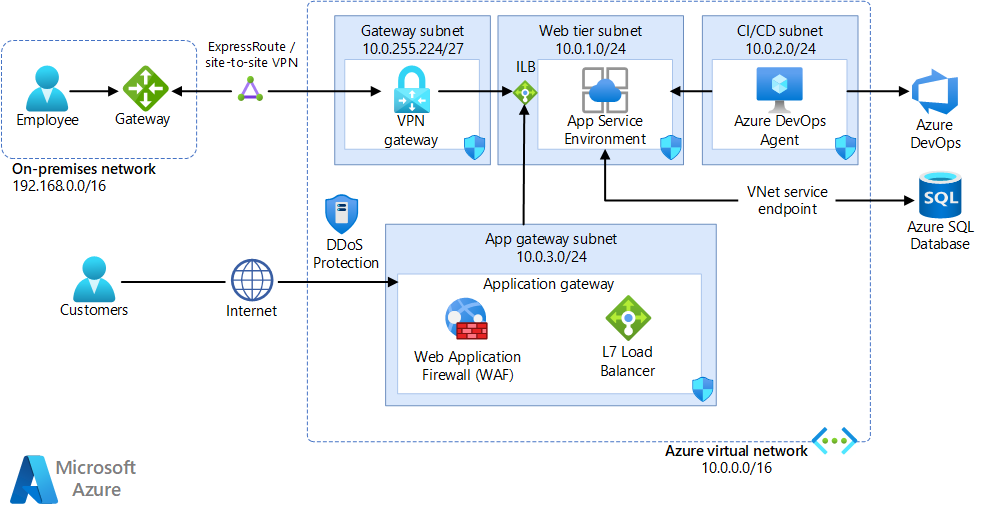 Gateway subnet
10.0.255.224/27
Web tier subnet
10.0.1.0/24
CI/CD subnet
10.0.2.0/24
ExpressRoute /
site-to-site VPN
ILB
Employee
Gateway
VPN
gateway
App Service
Environment
Azure DevOps
Agent
Azure
DevOps
On-premises network
192.168.0.0/16
VNet service
endpoint
SQL
Azure SQL
Database
DDoS
Protection
App gateway subnet
10.0.3.0/24
Customers
Internet
Application gateway
Web Application
Firewall (WAF)
L7 Load
Balancer
Azure virtual network
10.0.0.0/16
Microsoft
Azure